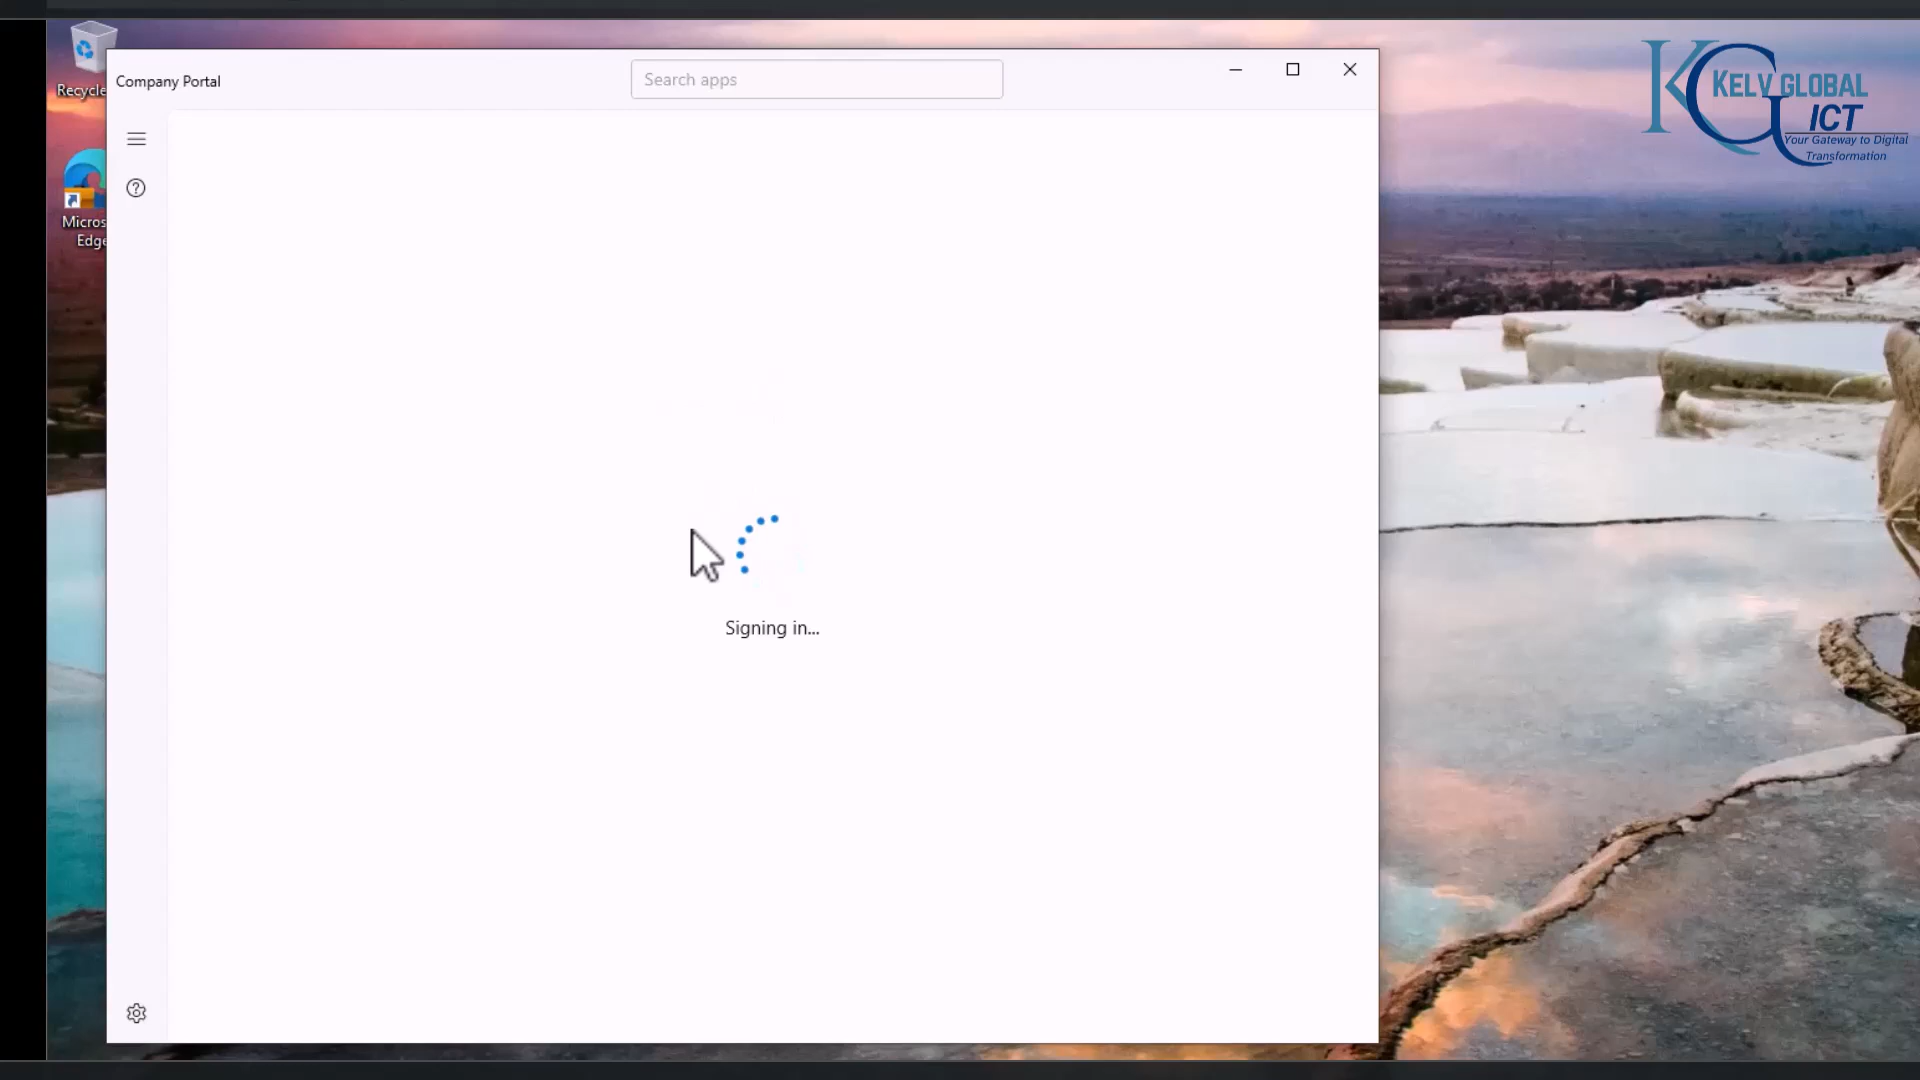 Recycle
Company Portal
Search apps
KELV GLOBAL
ICT
Your Gateway to Digital
Transformation
Micros
Edge
Signing in...